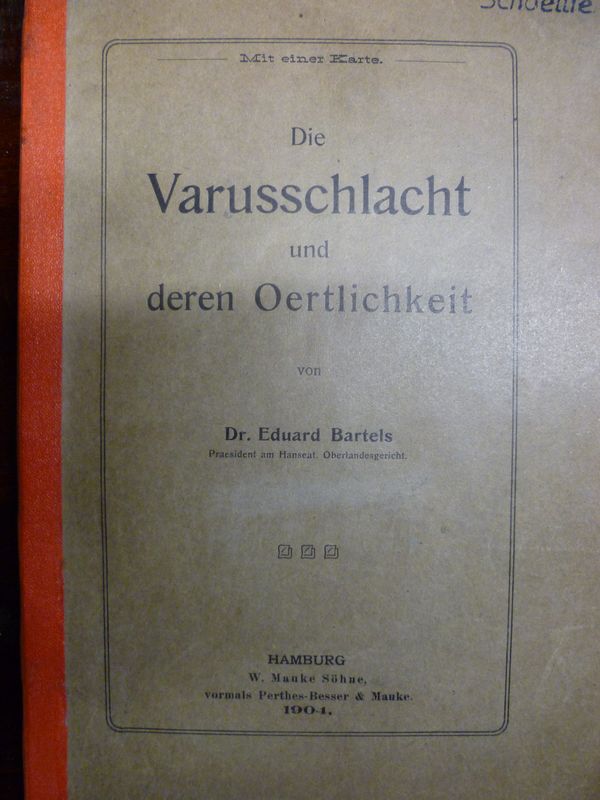 Mit einer Karte.
Die
Varusschlacht
und
deren Oertlichkeit
von
Dr. Eduard Bartels
Praesident am Hanseat. Oberlandesgericht.
HAMBURG
W. Mauke Söhne,
vormals Perthes-Besser & Mauke.
1904.